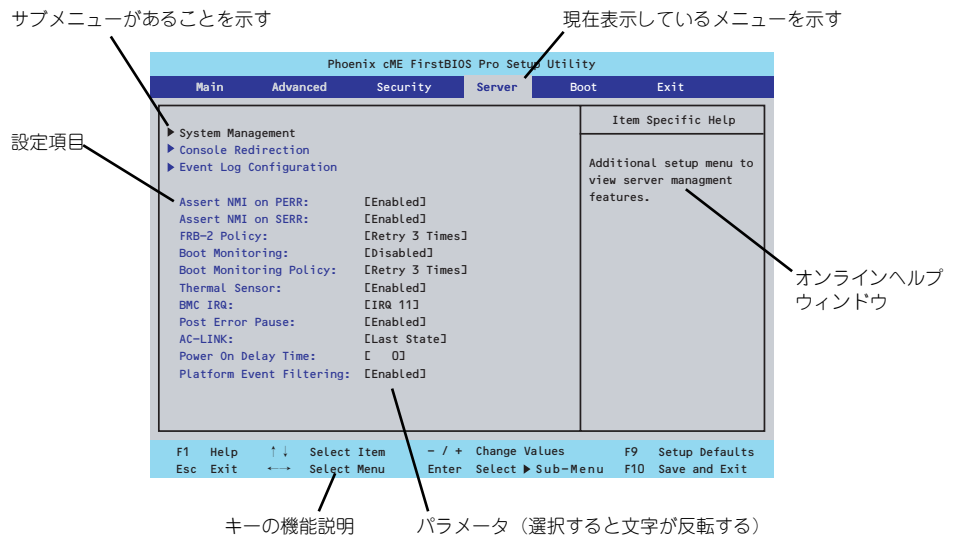 サブメニューがあることを示す
現在表示しているメニューを示す
Phoenix cME FirstBIOS Pro Setup Utility
Main Advanced Security Server Boot Exit
設定項目
▶ System Management
▶ Console Redirection
▶ Event Log Configuration
Assert NMI on PERR: [Enabled]
Assert NMI on SERR: [Enabled]
FRB-2 Policy: [Retry 3 Times]
Boot Monitoring: [Disabled]
Boot Monitoring Policy: [Retry 3 Times]
Thermal Sensor: [Enabled]
BMC IRQ: [IRQ 11]
Post Error Pause: [Enabled]
AC-LINK: [Last State]
Power On Delay Time: [ 0]
Platform Event Filtering: [Enabled]
Item Specific Help
Additional setup menu to
view server managment
features.
オンラインヘルプ
ウィンドウ
F1 Help ↑↓ Select Item - / + Change Values F9 Setup Defaults
Esc Exit ←→ Select Menu Enter Select ▶ Sub-Menu F10 Save and Exit
キーの機能説明
パラメータ（選択すると文字が反転する）